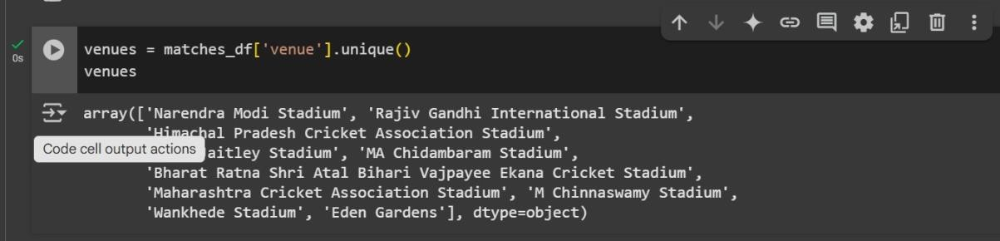 venues = matches_df['venue'].unique()
0s
venues
array(['Narendra Modi Stadium', 'Rajiv Gandhi International Stadium',
'Himachal Pradesh Cricket Association Stadium',
Code cell output actions
aitley Stadium', 'MA Chidambaram Stadium',
'Bharat Ratna Shri Atal Bihari Vajpayee Ekana Cricket Stadium',
'Maharashtra Cricket Association Stadium', 'M Chinnaswamy Stadium',
'Wankhede Stadium', 'Eden Gardens'], dtype=object)